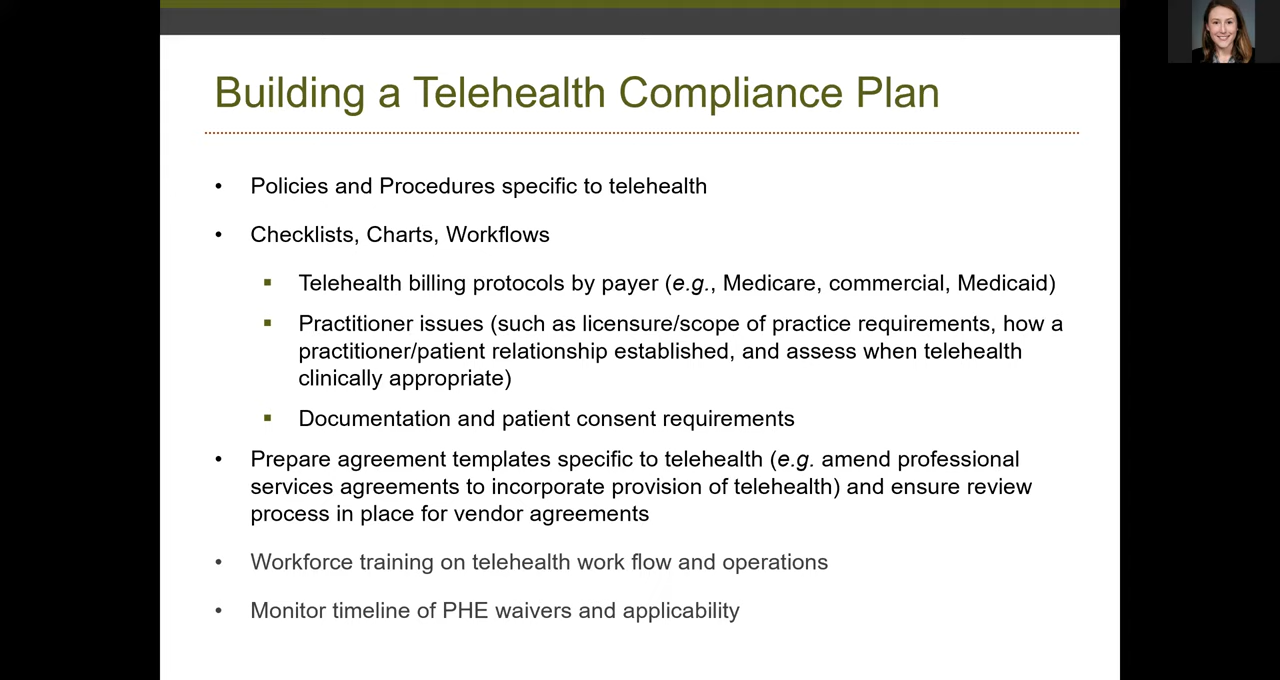 Building a Telehealth Compliance Plan
• Policies and Procedures specific to telehealth
• Checklists, Charts, Workflows
▪ Telehealth billing protocols by payer (e.g., Medicare, commercial, Medicaid)
▪ Practitioner issues (such as licensure/scope of practice requirements, how a
practitioner/patient relationship established, and assess when telehealth
clinically appropriate)
▪ Documentation and patient consent requirements
• Prepare agreement templates specific to telehealth (e.g. amend professional
services agreements to incorporate provision of telehealth) and ensure review
process in place for vendor agreements
• Workforce training on telehealth work flow and operations
• Monitor timeline of PHE waivers and applicability